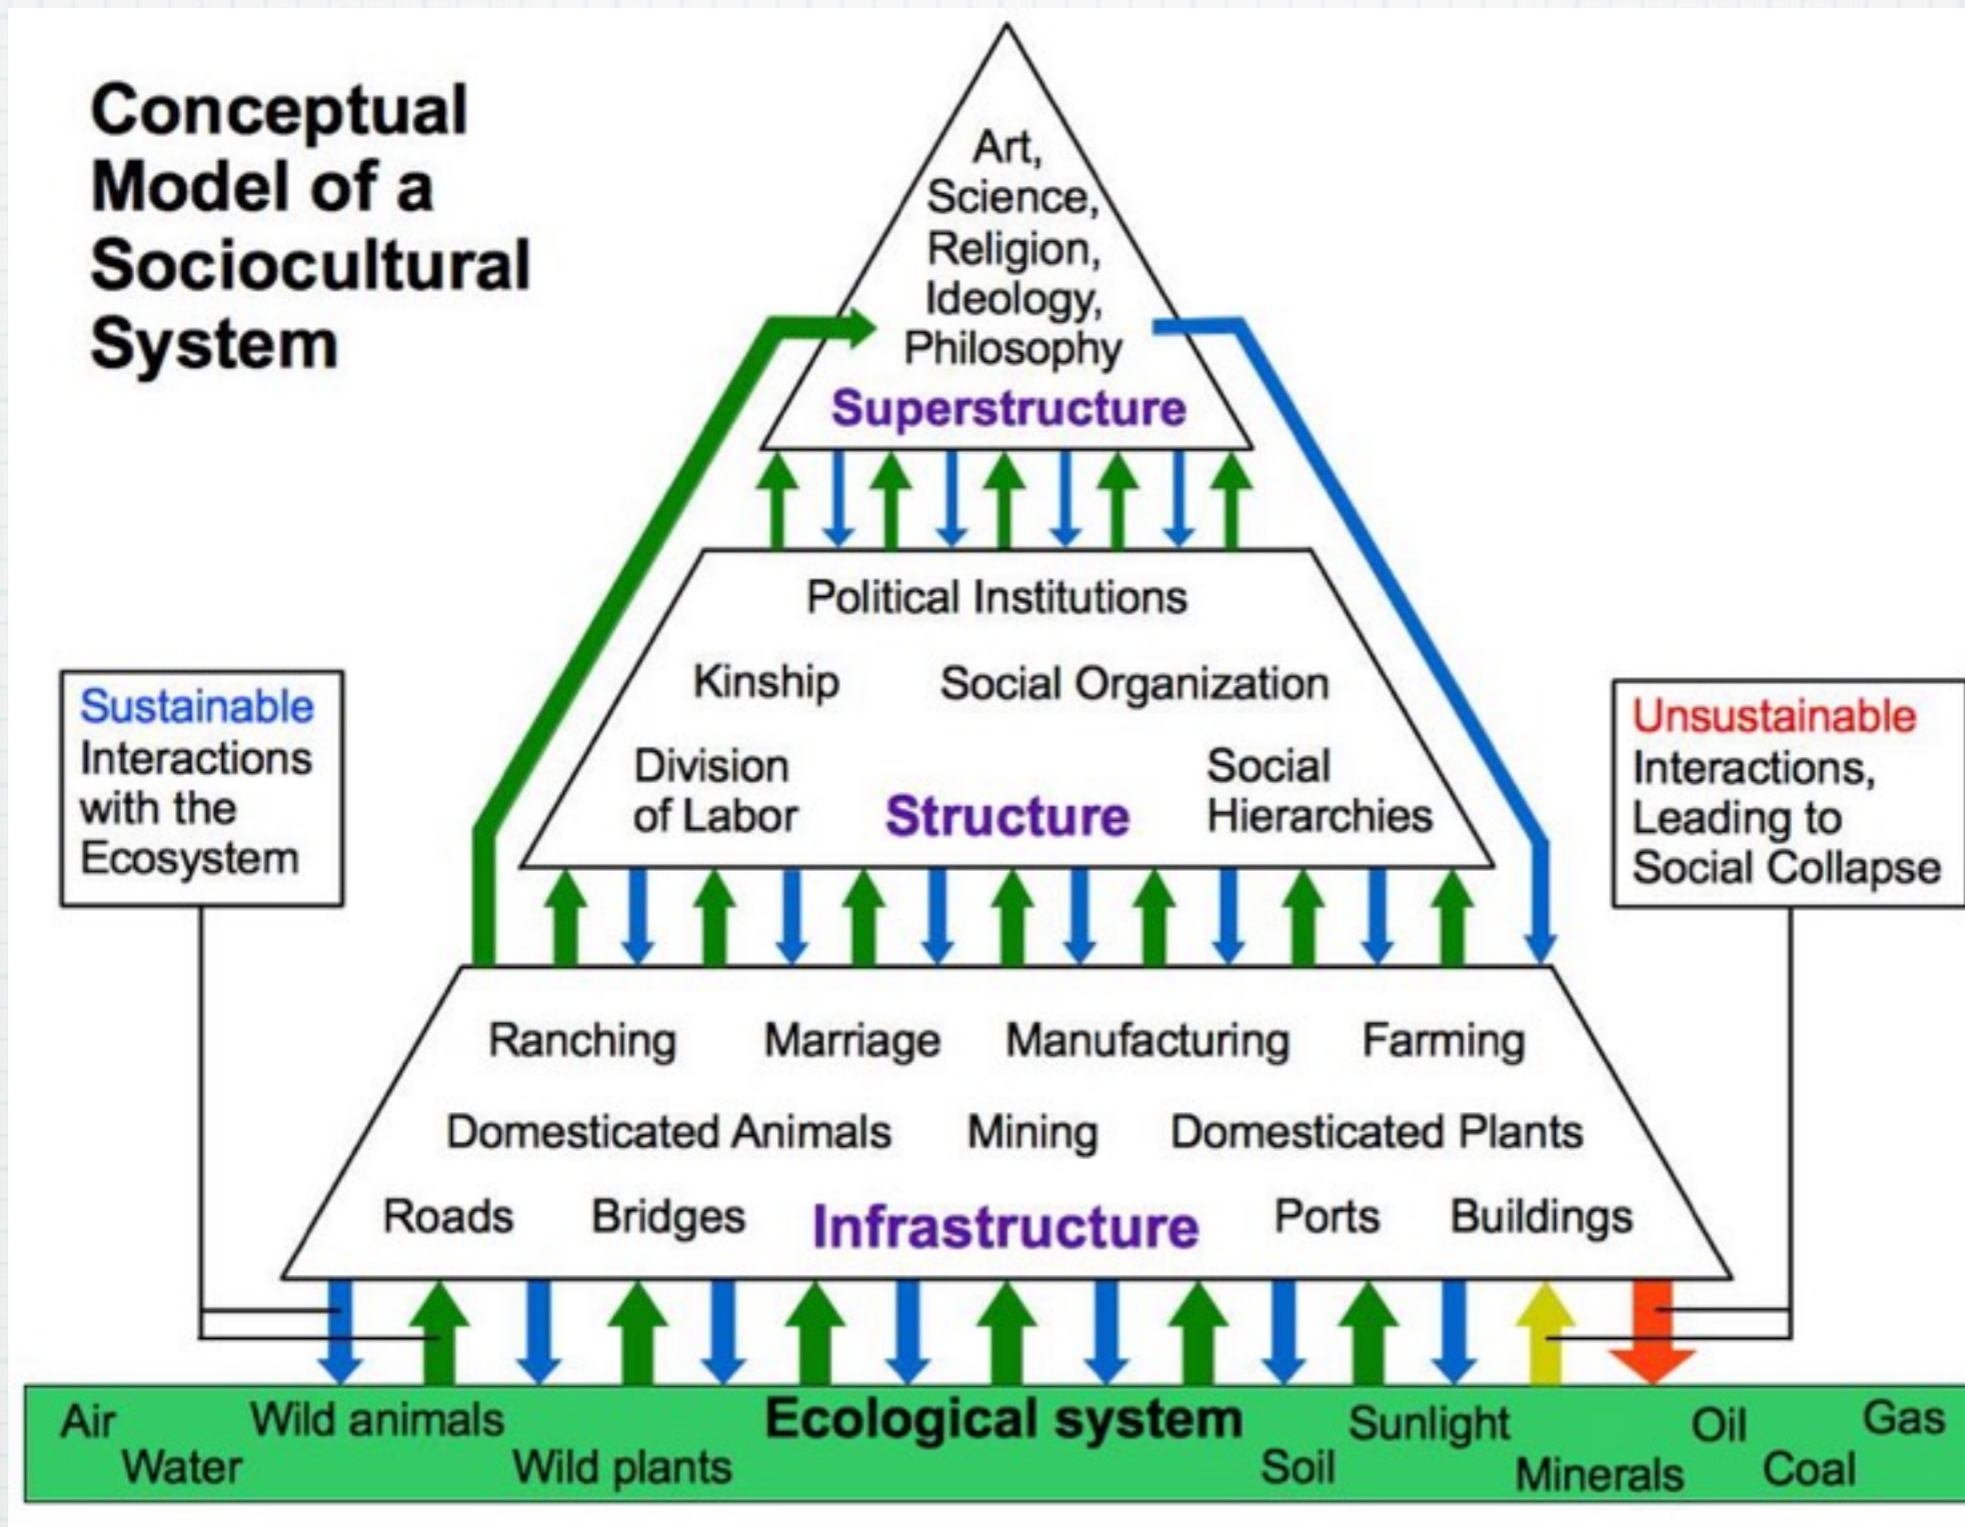 Conceptual
Model of a
Sociocultural
System
Art,
Science,
Religion,
Ideology,
Philosophy
Superstructure
Political Institutions
Kinship Social Organization
Division
of Labor
Structure
Social
Hierarchies
Sustainable
Interactions
with the
Ecosystem
Unsustainable
Interactions,
Leading to
Social Collapse
Ranching Marriage Manufacturing Farming
Domesticated Animals Mining Domesticated Plants
Roads Bridges Infrastructure Ports Buildings
Air Wild animals Ecological system Sunlight Oil Gas
Water Wild plants Soil Minerals Coal